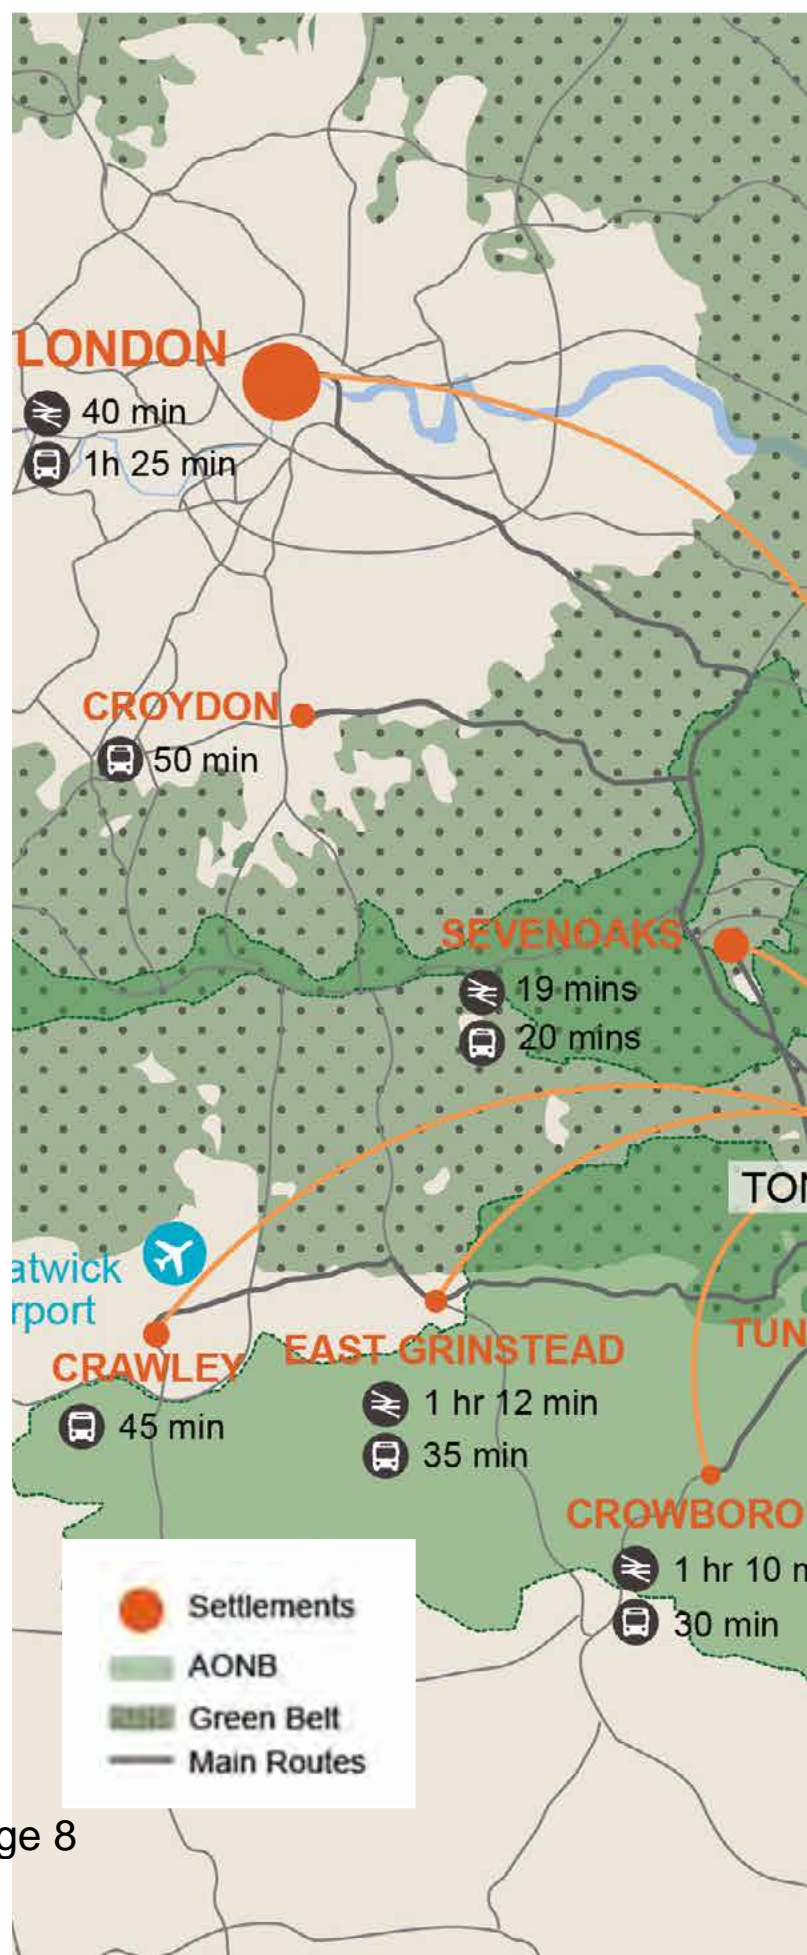 LONDON
40 min
1h 25 min
CROYDON
50 min
SEVENOAKS
19 mins
20 mins
TON
atwick
rport
TUN
CRAWLEY
EAST GRINSTEAD
1 hr 12 min
45 min
35 min
CROWBORO
1 hr 10 m
30 min
Settlements
AONB
Green Belt
Main Routes
ge 8